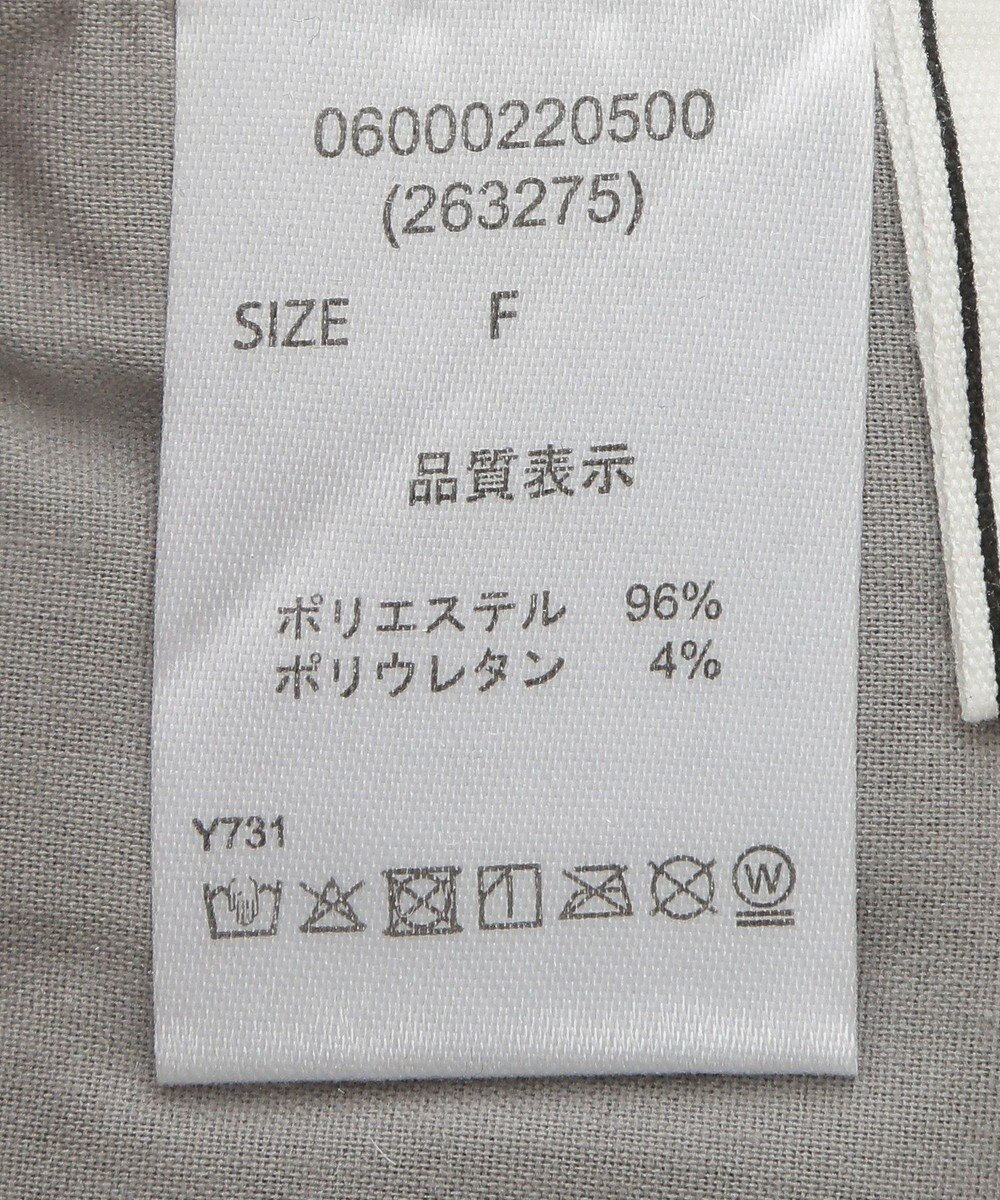 06000220500
(263275)
SIZE F
品質表示
ポリエステル 96%
ポリウレタン 4%
Y731
W